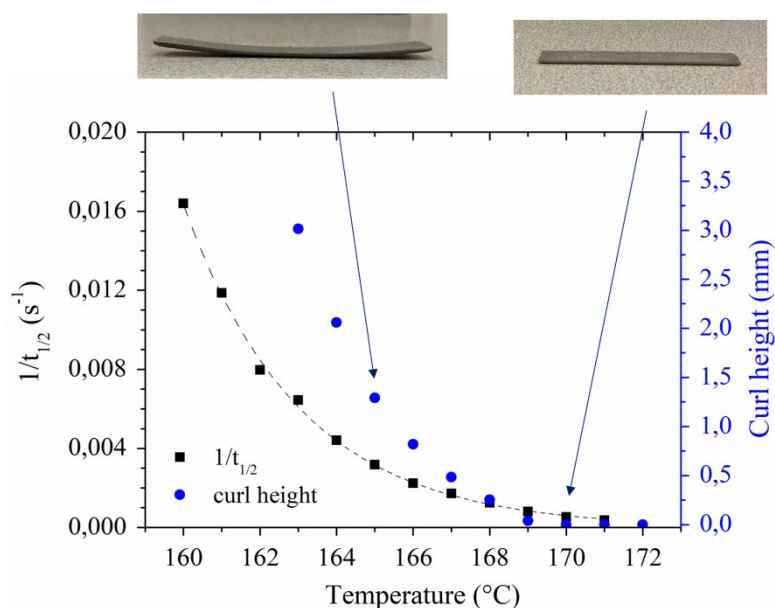 0,020
0,016
0,012
0,008
0,004
0,000
1/t1/2 (s-1)
4,0
3,5
3,0
2,5
2,0
1,5
1,0
0,5
0,0
Curl height (mm)
1/t1/2
curl height
160 162 164 166 168 170 172
Temperature (°C)